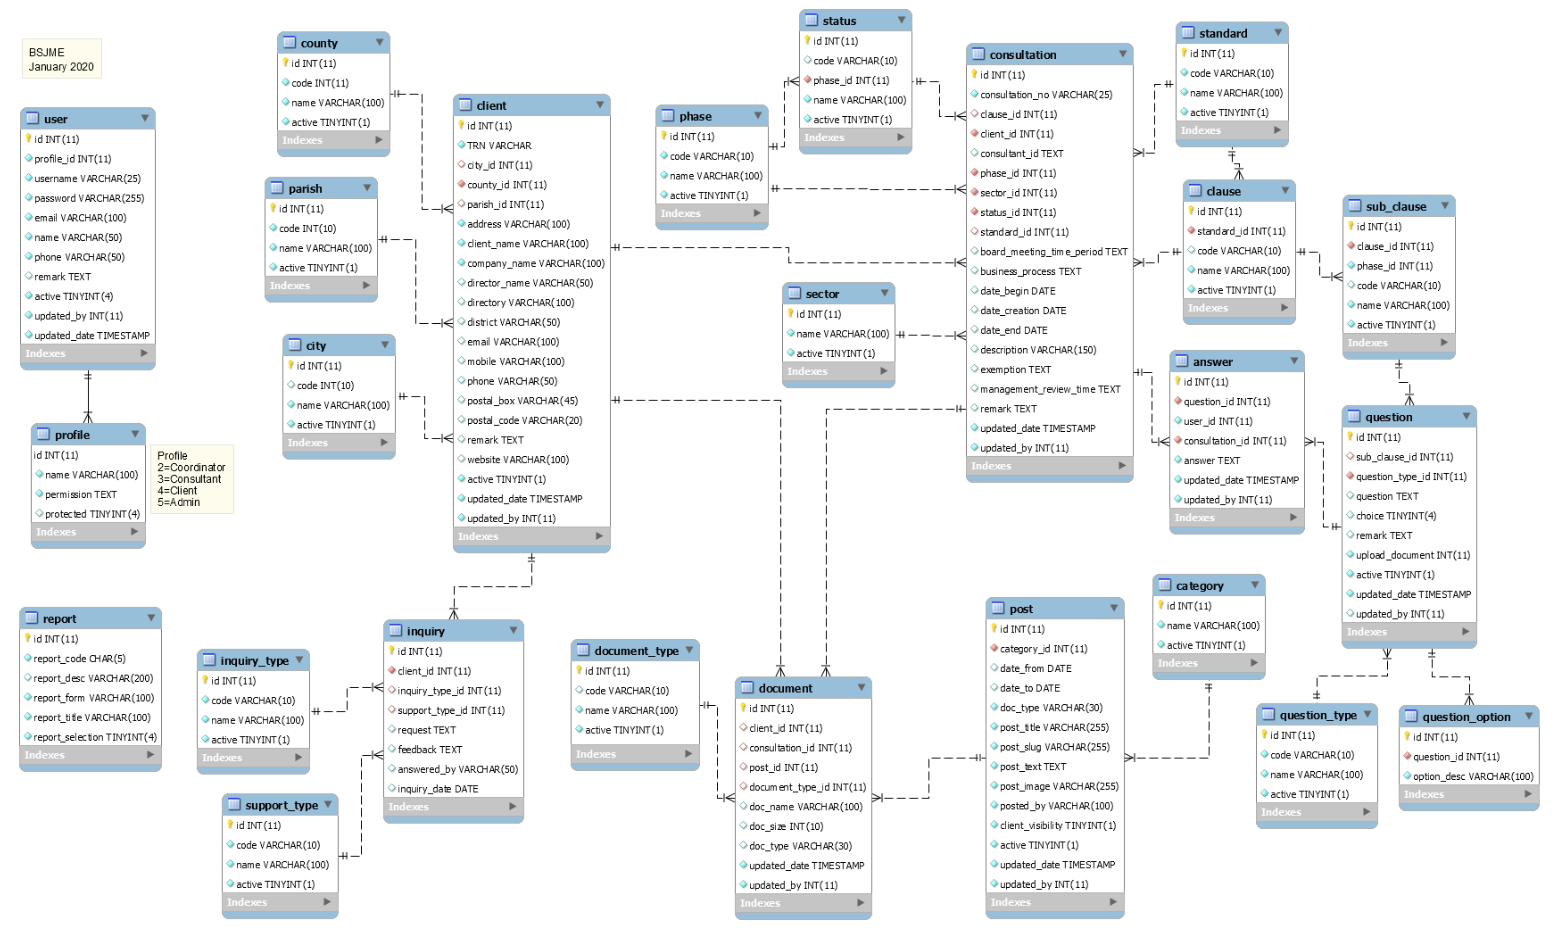 BSJME
January 2020
user
id INT(11)
profile_id INT(11)
username VARCHAR(25)
password VARCHAR(255)
email VARCHAR(100)
name VARCHAR(50)
phone VARCHAR(50)
remark TEXT
active TINYINT(4)
updated_by INT(11)
updated_date TIMESTAMP
Indexes
profile
id INT(11)
name VARCHAR(100)
permission TEXT
protected TINYINT(4)
Indexes
Profile
2=Coordinator
3=Consultant
4=Client
5=Admin
report
id INT(11)
report_code CHAR(5)
report_desc VARCHAR(200)
report_form VARCHAR(100)
report_title VARCHAR(100)
report_selection TINYINT(4)
Indexes
county
id INT(11)
code INT(11)
name VARCHAR(100)
active TINYINT(1)
Indexes
parish
id INT(11)
code INT(10)
name VARCHAR(100)
active TINYINT(1)
Indexes
city
id INT(11)
code INT(10)
name VARCHAR(100)
active TINYINT(1)
Indexes
inquiry_type
id INT(11)
code VARCHAR(10)
name VARCHAR(100)
active TINYINT(1)
Indexes
support_type
id INT(11)
code VARCHAR(10)
name VARCHAR(100)
active TINYINT(1)
Indexes
client
id INT(11)
TRN VARCHAR
city_id INT(11)
county_id INT(11)
parish_id INT(11)
address VARCHAR(100)
client_name VARCHAR(100)
company_name VARCHAR(100)
director_name VARCHAR(50)
directory VARCHAR(100)
district VARCHAR(50)
email VARCHAR(100)
mobile VARCHAR(100)
phone VARCHAR(50)
postal_box VARCHAR(45)
postal_code VARCHAR(20)
remark TEXT
website VARCHAR(100)
active TINYINT(1)
updated_date TIMESTAMP
updated_by INT(11)
Indexes
inquiry
id INT(11)
client_id INT(11)
inquiry_type_id INT(11)
support_type_id INT(11)
request TEXT
feedback TEXT
answered_by VARCHAR(50)
inquiry_date DATE
Indexes
phase
id INT(11)
code VARCHAR(10)
name VARCHAR(100)
active TINYINT(1)
Indexes
status
id INT(11)
code VARCHAR(10)
phase_id INT(11)
name VARCHAR(100)
active TINYINT(1)
Indexes
sector
id INT(11)
name VARCHAR(100)
active TINYINT(1)
Indexes
document_type
id INT(11)
code VARCHAR(10)
name VARCHAR(100)
active TINYINT(1)
Indexes
document
id INT(11)
client_id INT(11)
consultation_id INT(11)
post_id INT(11)
document_type_id INT(11)
doc_name VARCHAR(100)
doc_size INT(10)
doc_type VARCHAR(30)
updated_date TIMESTAMP
updated_by INT(11)
Indexes
consultation
id INT(11)
consultation_no VARCHAR(25)
clause_id INT(11)
client_id INT(11)
consultant_id TEXT
phase_id INT(11)
sector_id INT(11)
status_id INT(11)
standard_id INT(11)
board_meeting_time_period TEXT
business_process TEXT
date_begin DATE
date_creation DATE
date_end DATE
description VARCHAR(150)
exemption TEXT
management_review_time TEXT
remark TEXT
updated_date TIMESTAMP
updated_by INT(11)
Indexes
post
id INT(11)
category_id INT(11)
date_from DATE
date_to DATE
doc_type VARCHAR(30)
post_title VARCHAR(255)
post_slug VARCHAR(255)
post_text TEXT
post_image VARCHAR(255)
posted_by VARCHAR(100)
client_visibility TINYINT(1)
active TINYINT(1)
updated_date TIMESTAMP
updated_by INT(11)
Indexes
standard
id INT(11)
code VARCHAR(10)
name VARCHAR(100)
active TINYINT(1)
Indexes
clause
id INT(11)
standard_id INT(11)
code VARCHAR(10)
name VARCHAR(100)
active TINYINT(1)
Indexes
answer
id INT(11)
question_id INT(11)
user_id INT(11)
consultation_id INT(11)
answer TEXT
updated_date TIMESTAMP
updated_by INT(11)
Indexes
category
id INT(11)
name VARCHAR(100)
active TINYINT(1)
Indexes
sub_clause
id INT(11)
clause_id INT(11)
phase_id INT(11)
code VARCHAR(10)
name VARCHAR(100)
active TINYINT(1)
Indexes
question
id INT(11)
sub_clause_id INT(11)
question_type_id INT(11)
question TEXT
choice TINYINT(4)
remark TEXT
upload_document INT(11)
active TINYINT(1)
updated_date TIMESTAMP
updated_by INT(11)
Indexes
question_type
id INT(11)
code VARCHAR(10)
name VARCHAR(100)
active TINYINT(1)
Indexes
question_option
id INT(11)
question_id INT(11)
option_desc VARCHAR(100)
Indexes